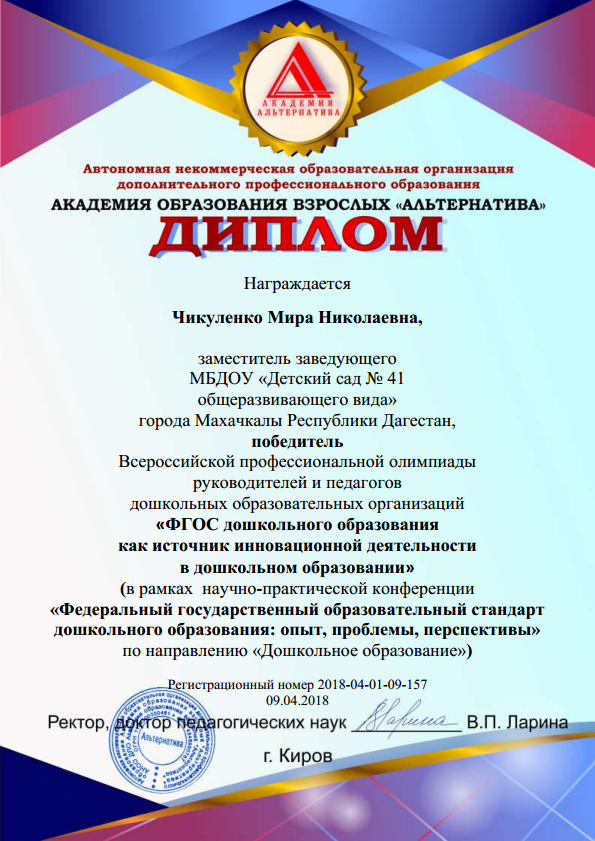 АКАДЕМИЯ
АЛЬТЕРНАТИВА
Автономная некоммерческая образовательная организация
дополнительного профессионального образования
АКАДЕМИЯ ОБРАЗОВАНИЯ ВЗРОСЛЫХ «АЛЬТЕРНАТИВА»
ДИПЛОМ
Награждается
Чикуленко Мира Николаевна,
заместитель заведующего
МБДОУ «Детский сад № 41
общеразвивающего вида»
города Махачкалы Республики Дагестан,
победитель
Всероссийской профессиональной олимпиады
руководителей и педагогов
дошкольных образовательных организаций
«ФГОС дошкольного образования
как источник инновационной деятельности
в дошкольном образовании»
(в рамках научно-практической конференции
«Федеральный государственный образовательный стандарт
дошкольного образования: опыт, проблемы, перспективы»
по направлению «Дошкольное образование»)
Регистрационный номер 2018-04-01-09-157
09.04.2018
Ректор, доктор педагогических наук Ларина В.П. Ларина
Альтернатива
г. Киров